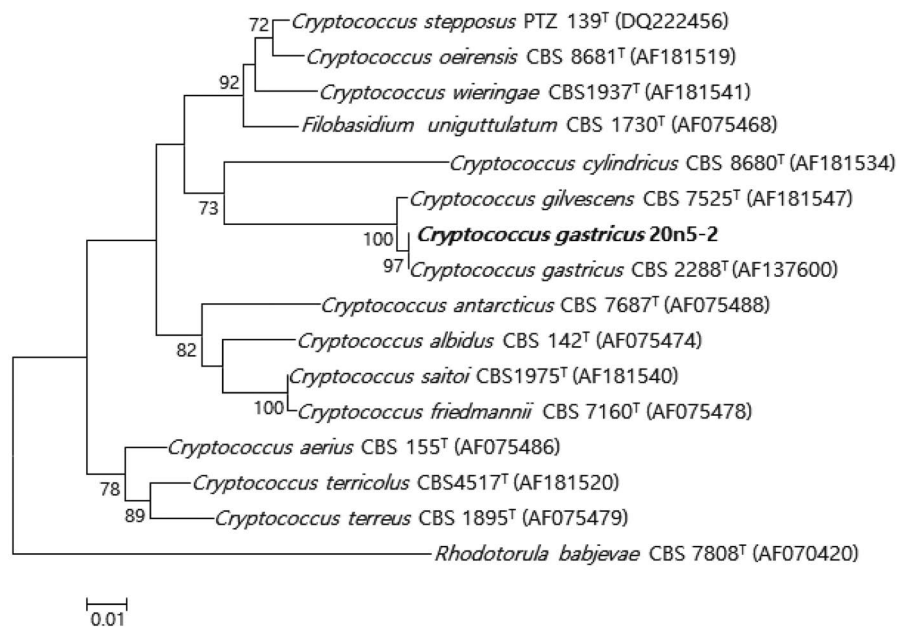 72
Cryptococcus stepposus PTZ 139T (DQ222456)
Cryptococcus oeirensis CBS 8681T (AF181519)
92
Cryptococcus wieringae CBS1937T (AF181541)
Filobasidium uniguttulatum CBS 1730T (AF075468)
Cryptococcus cylindricus CBS 8680T (AF181534)
73
Cryptococcus gilvescens CBS 7525T (AF181547)
100
Cryptococcus gastricus 20n5-2
97
Cryptococcus gastricus CBS 2288T (AF137600)
Cryptococcus antarcticus CBS 7687T (AF075488)
82
Cryptococcus albidus CBS 142T (AF075474)
Cryptococcus saitoi CBS1975T (AF181540)
100
Cryptococcus friedmannii CBS 7160T (AF075478)
Cryptococcus aerius CBS 155T (AF075486)
78
Cryptococcus terricolus CBS4517T (AF181520)
89
Cryptococcus terreus CBS 1895T (AF075479)
Rhodotorula babjevae CBS 7808T (AF070420)
0.01